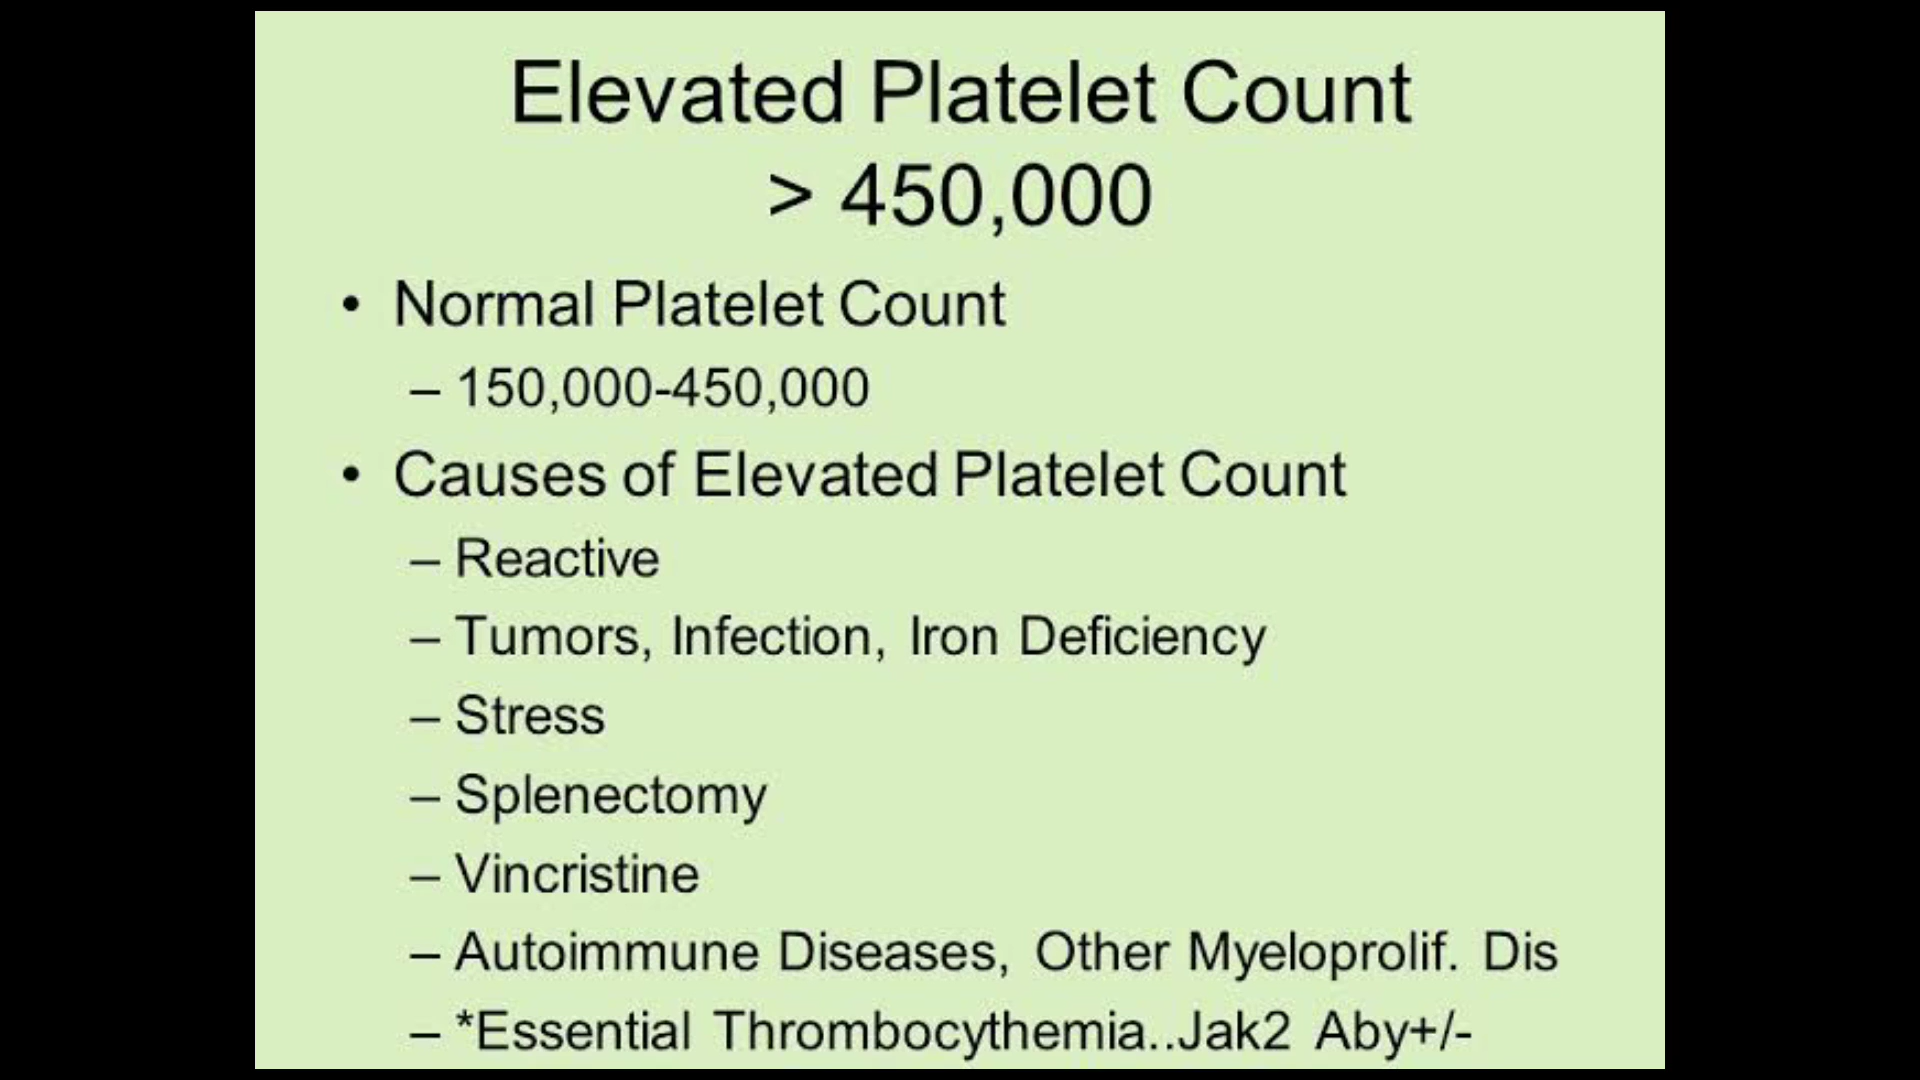 Elevated Platelet Count
> 450,000
• Normal Platelet Count
– 150,000-450,000
• Causes of Elevated Platelet Count
– Reactive
– Tumors, Infection, Iron Deficiency
– Stress
– Splenectomy
– Vincristine
– Autoimmune Diseases, Other Myeloprolif. Dis
– *Essential Thrombocythemia..Jak2 Aby+/-